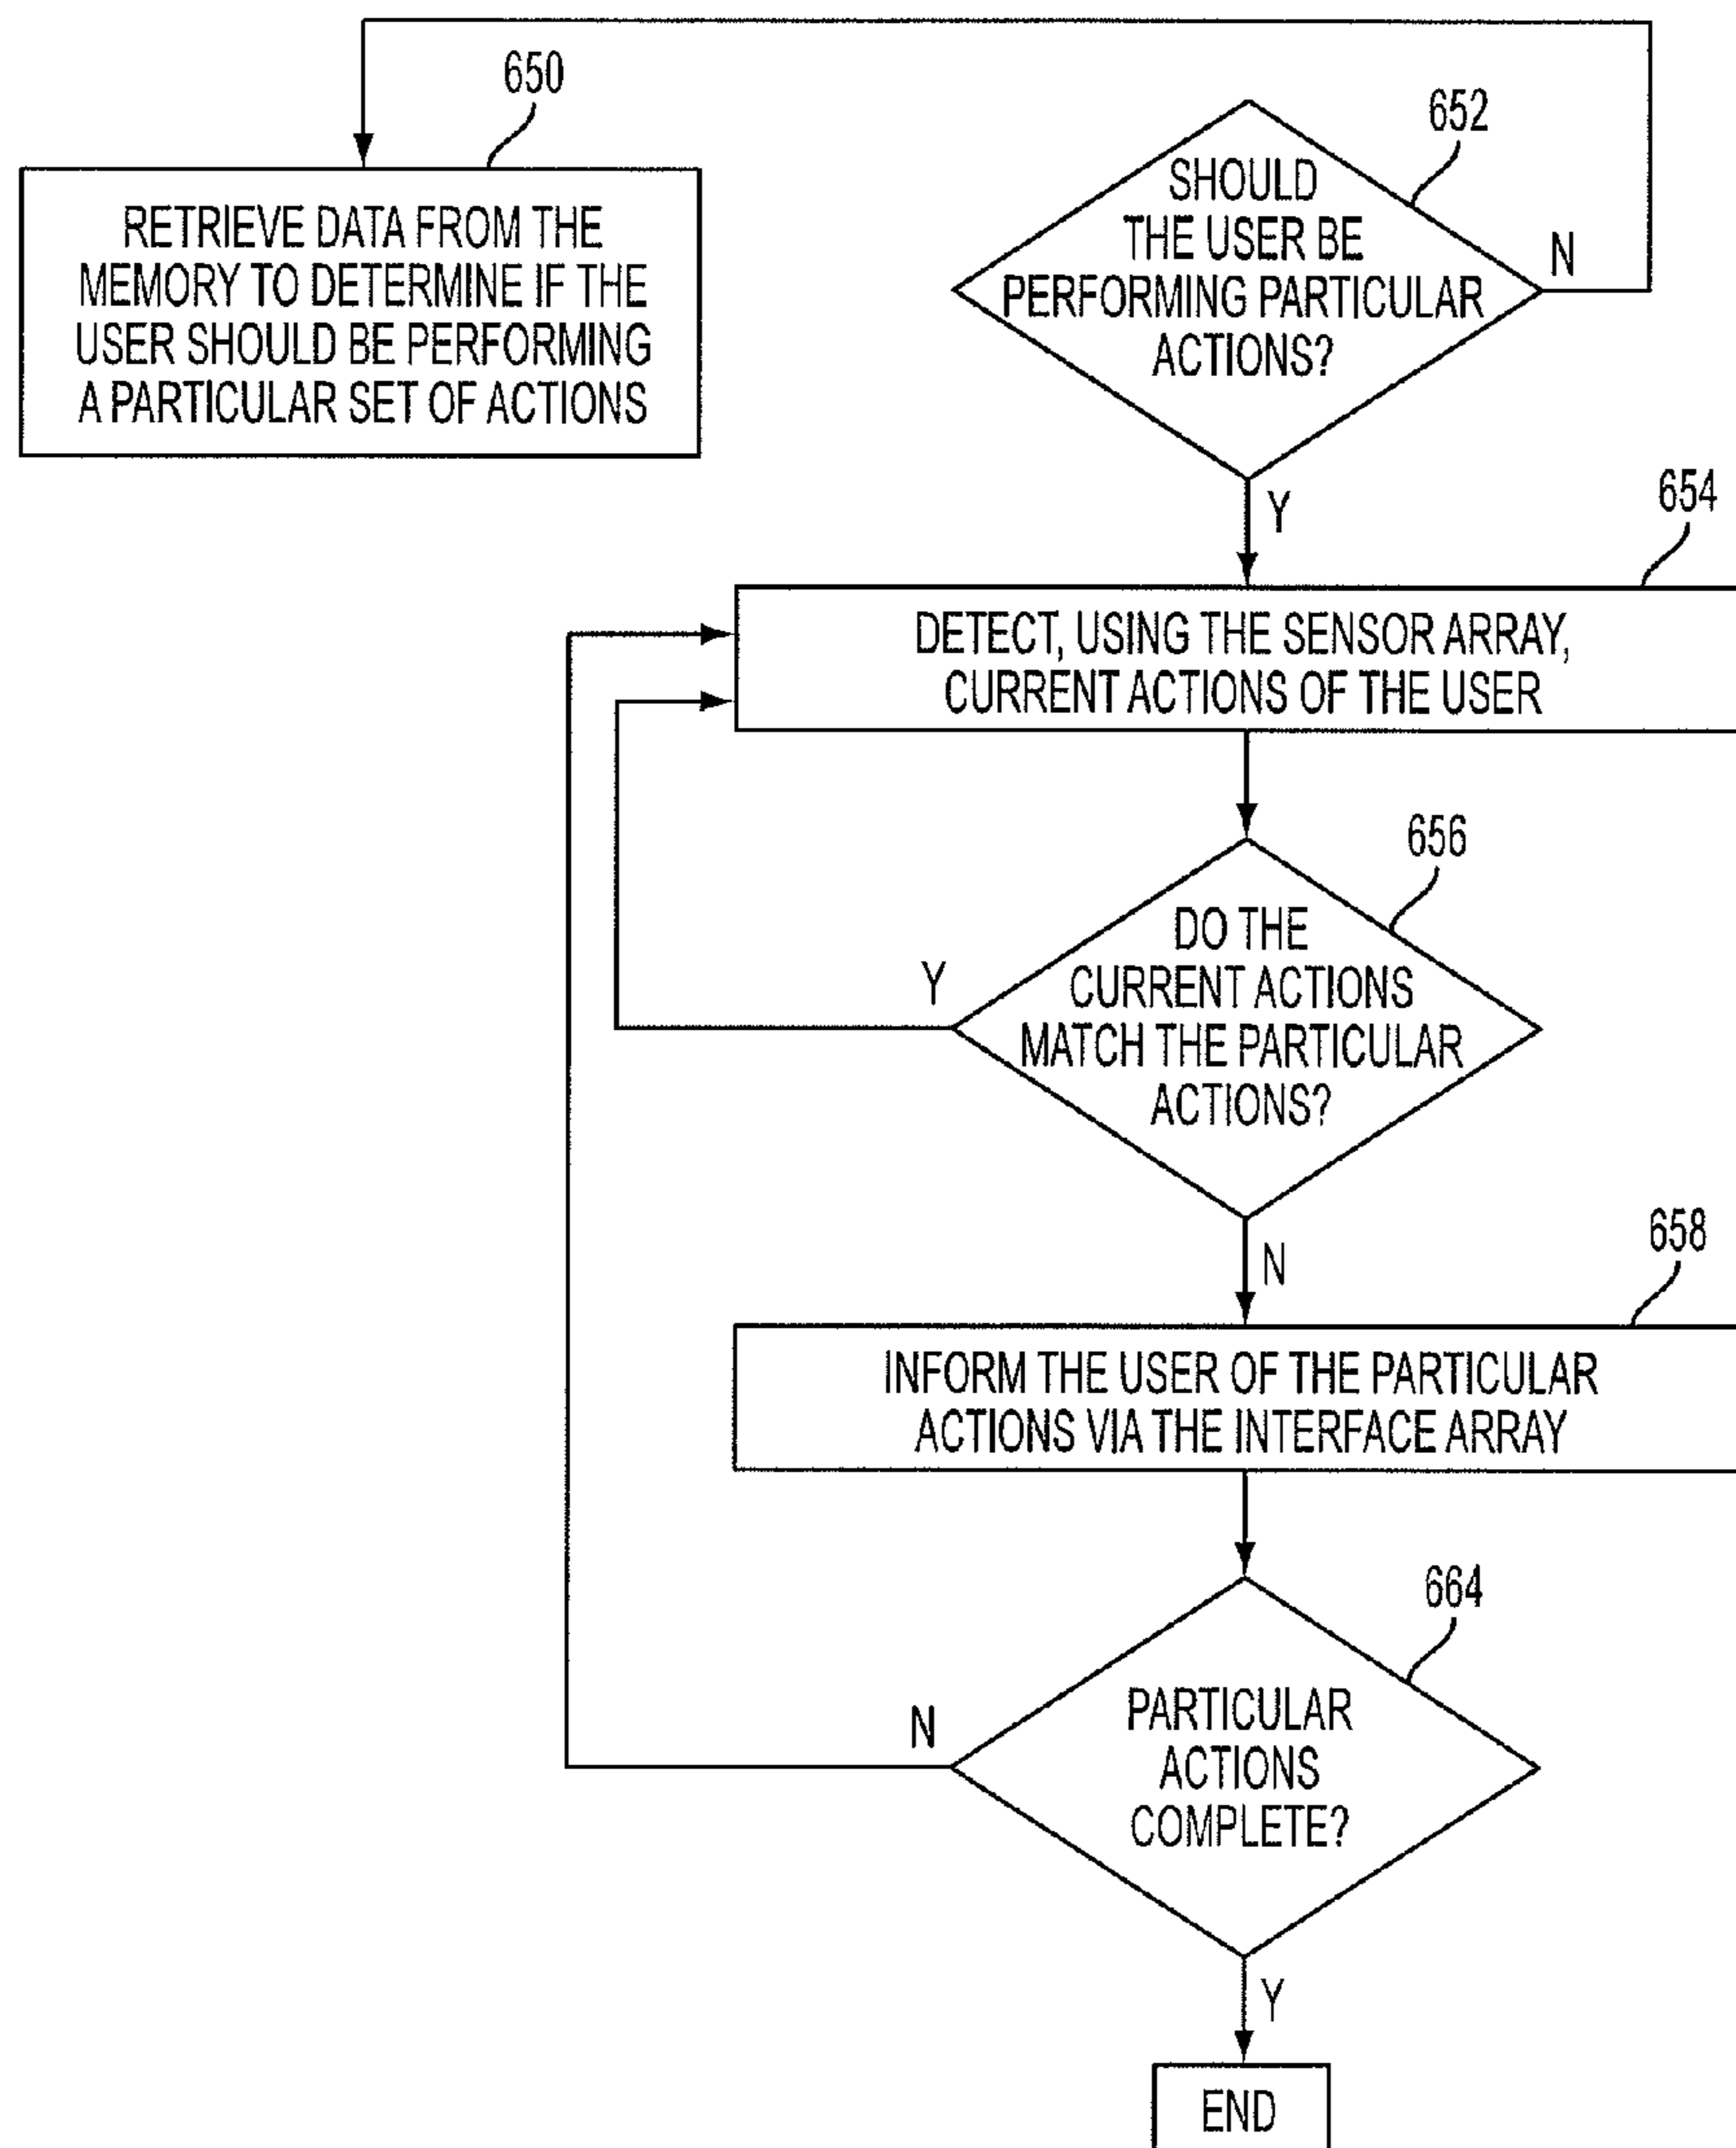 650
RETRIEVE DATA FROM THE
MEMORY TO DETERMINE IF THE
USER SHOULD BE PERFORMING
A PARTICULAR SET OF ACTIONS
652
SHOULD
THE USER BE
PERFORMING PARTICULAR
ACTIONS?
N
Y
654
DETECT, USING THE SENSOR ARRAY,
CURRENT ACTIONS OF THE USER
656
DO THE
CURRENT ACTIONS
MATCH THE PARTICULAR
ACTIONS?
Y
N
658
INFORM THE USER OF THE PARTICULAR
ACTIONS VIA THE INTERFACE ARRAY
664
PARTICULAR
ACTIONS
COMPLETE?
N
Y
END